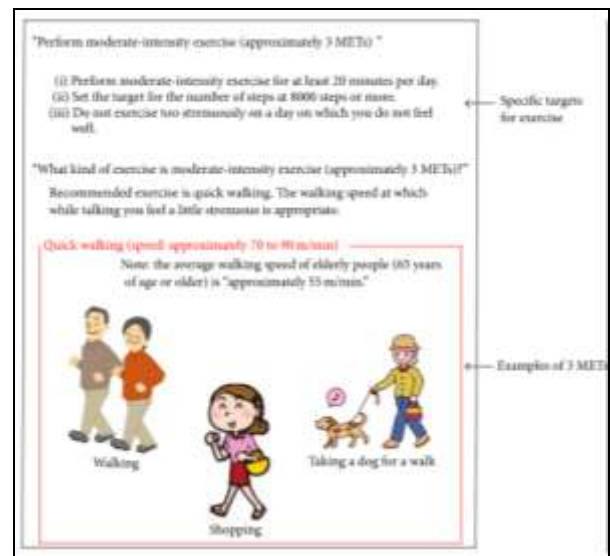 "Perform moderate-intensity exercise (approximately 3 METs) "
(i) Perform moderate-intensity exercise for at least 20 minutes per day.
(ii) Set the target for the number of steps at 8000 steps or more.
(iii) Do not exercise too strenuously on a day on which you do not feel
well.
Specific targets
for exercise
"What kind of exercise is moderate-intensity exercise (approximately 3 METs)?"
Recommended exercise is quick walking. The walking speed at which
while talking you feel a little strenuous is appropriate.
Quick walking (speed: approximately 70 to 90 m/min)
Note: the average walking speed of elderly people (65 years
of age or older) is "approximately 55 m/min."
Examples of 3 METs
Walking
Taking a dog for a walk
Shopping